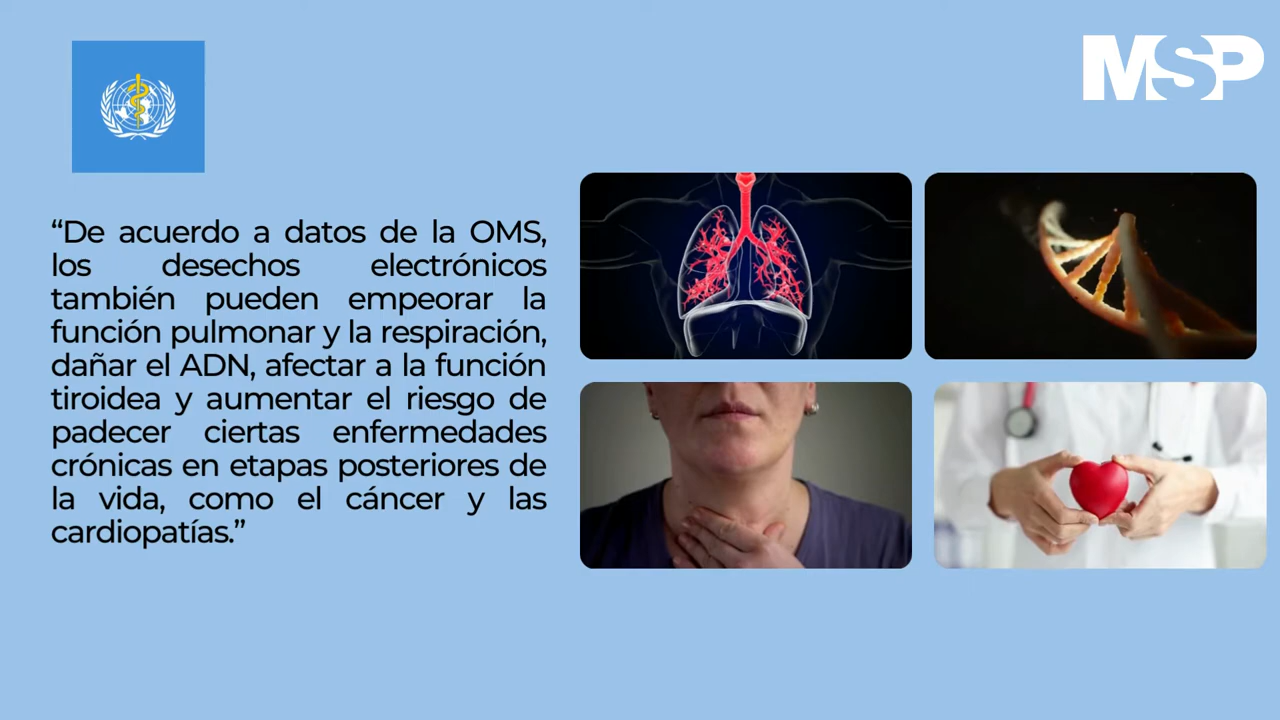 MSP
“De acuerdo a datos de la OMS,
los desechos electrónicos
también pueden empeorar la
función pulmonar y la respiración,
dañar el ADN, afectar a la función
tiroidea y aumentar el riesgo de
padecer ciertas enfermedades
crónicas en etapas posteriores de
la vida, como el cáncer y las
cardiopatías.”